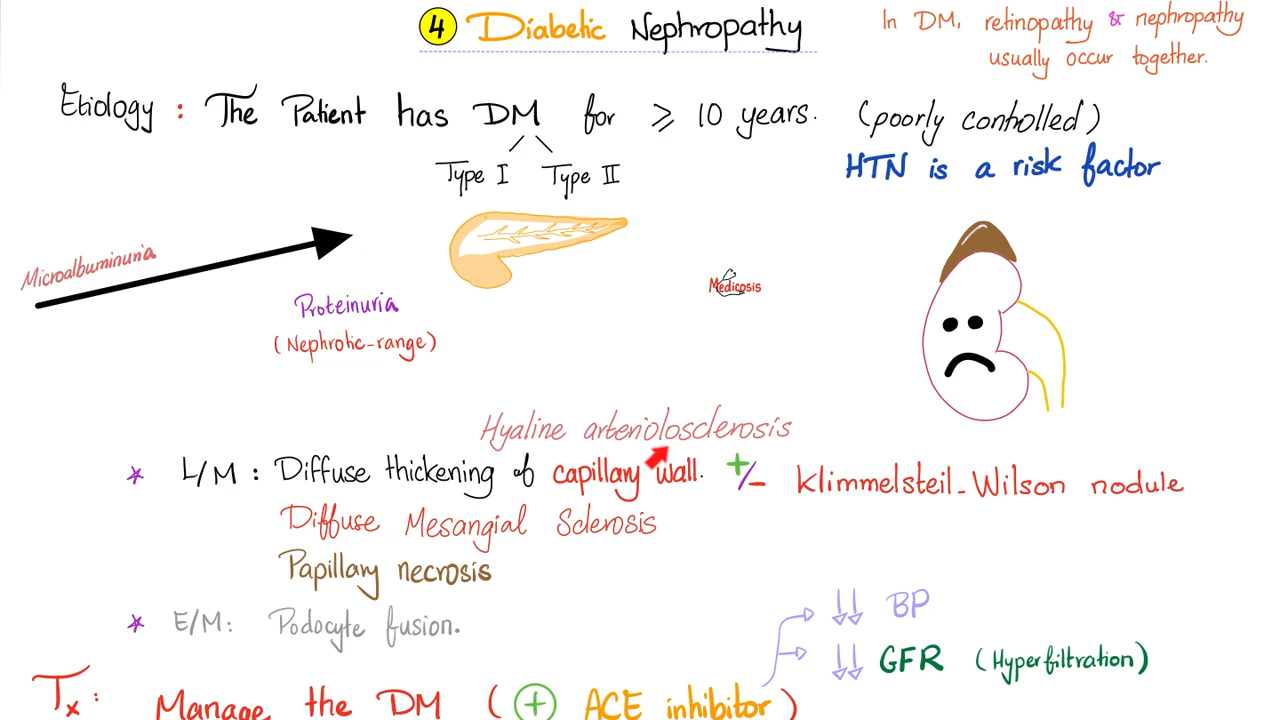 4 Diabetic Nephropathy
In DM, retinopathy & nephropathy
usually occur together.
Etiology : The Patient has DM for ≥ 10 years. (poorly controlled)
Type I Type II
HTN is a risk factor
Microalbuminuria
Proteinuria
(Nephrotic-range)
Medicosis
Hyaline arteriolosclerosis
* L/M : Diffuse thickening of capillary wall. +/- Klimmelsteil-Wilson nodule
Diffuse Mesangial Sclerosis
Papillary necrosis
* E/M: Podocyte fusion.
↓↓ BP
↓↓ GFR (Hyperfiltration)
Tx: Manage the DM (+ ACE inhibitor)